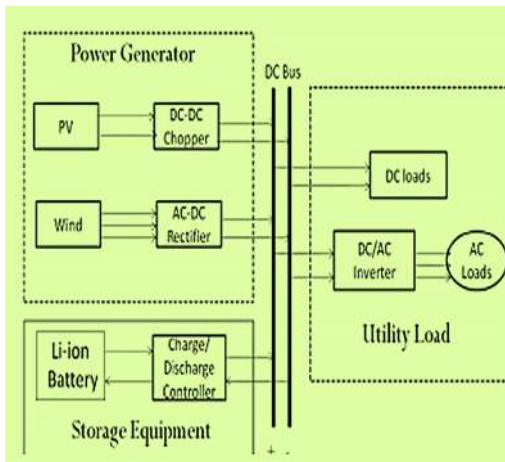 Power Generator
DC Bus
PV
DC-DC
Chopper
DC loads
Wind
AC-DC
Rectifier
DC/AC
Inverter
AC
Loads
Utility Load
Li-ion
Battery
Charge/
Discharge
Controller
Storage Equipment
+ -